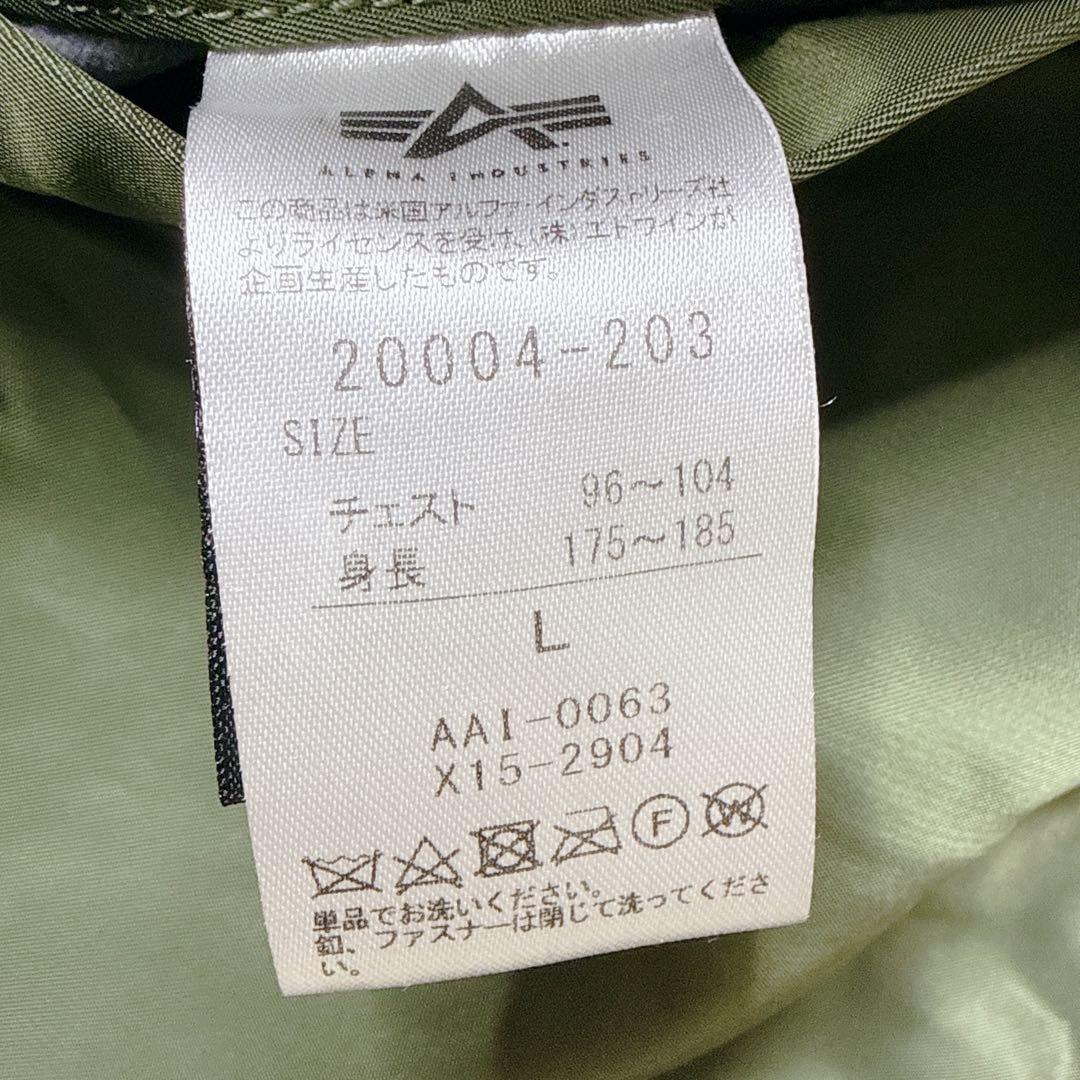 ALPHA INDUSTRIES
この商品は米国アルファ・インダストリーズ社
よりライセンスを受け、(株)エドウインが
企画生産したものです。
20004-203
SIZE
チェスト 96～104
身長 175～185
L
AAI-0063
X15-2904
F W
単品でお洗いください。
釦、ファスナーは閉じて洗ってくださ
い。